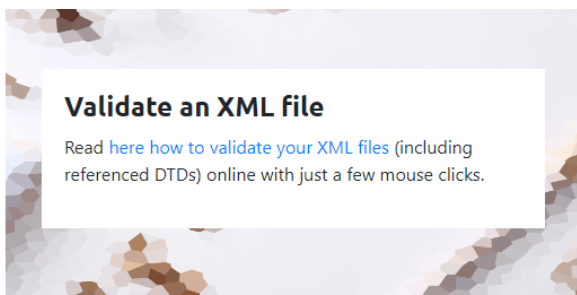 Validate an XML file
Read here how to validate your XML files (including
referenced DTDs) online with just a few mouse clicks.